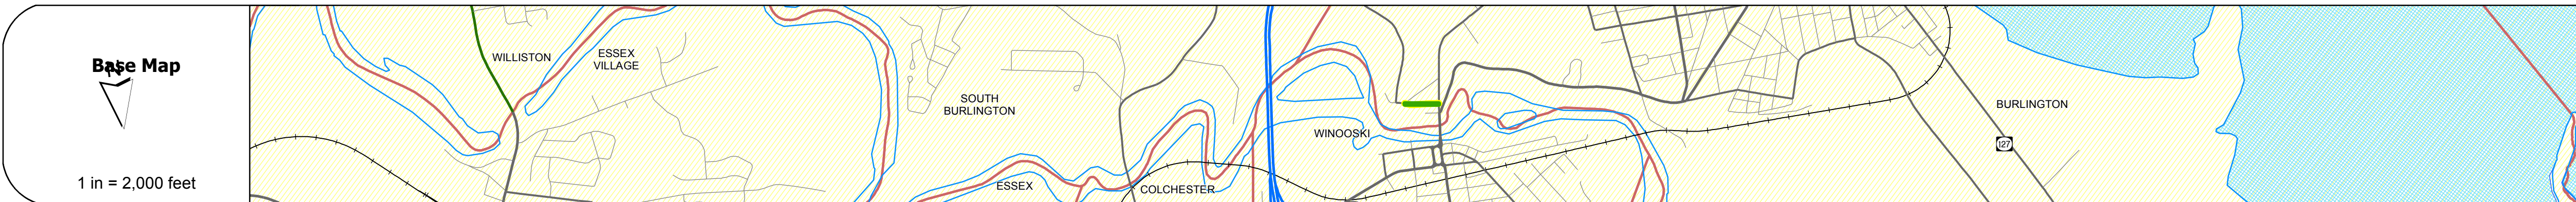 Base Map
N
1 in = 2,000 feet
WILLISTON
ESSEX
VILLAGE
SOUTH
BURLINGTON
ESSEX
COLCHESTER
WINOOSKI
BURLINGTON
127